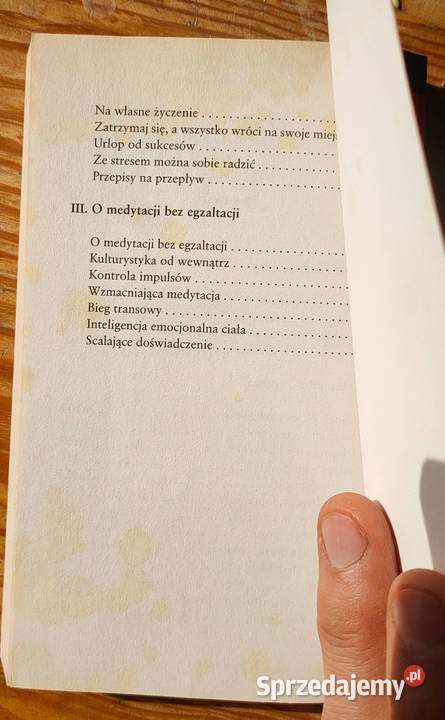 Na własne życzenie . . . . . . . . . . . . . . . . . . . . .
Zatrzymaj się, a wszystko wróci na swoje miej
Urlop od sukcesów . . . . . . . . . . . . . . . . . . . . .
Ze stresem można sobie radzić . . . . . . . . . . . .
Przepisy na przepływ . . . . . . . . . . . . . . . . . . . .
III. O medytacji bez egzaltacji
O medytacji bez egzaltacji . . . . . . . . . . . . . . . . .
Kulturystyka od wewnątrz . . . . . . . . . . . . . . . . .
Kontrola impulsów . . . . . . . . . . . . . . . . . . . . . .
Wzmacniająca medytacja . . . . . . . . . . . . . . . . . .
Bieg transowy . . . . . . . . . . . . . . . . . . . . . . . . . .
Inteligencja emocjonalna ciała . . . . . . . . . . . . . .
Scalające doświadczenie . . . . . . . . . . . . . . . . . . .
Sprzedajemy.pl